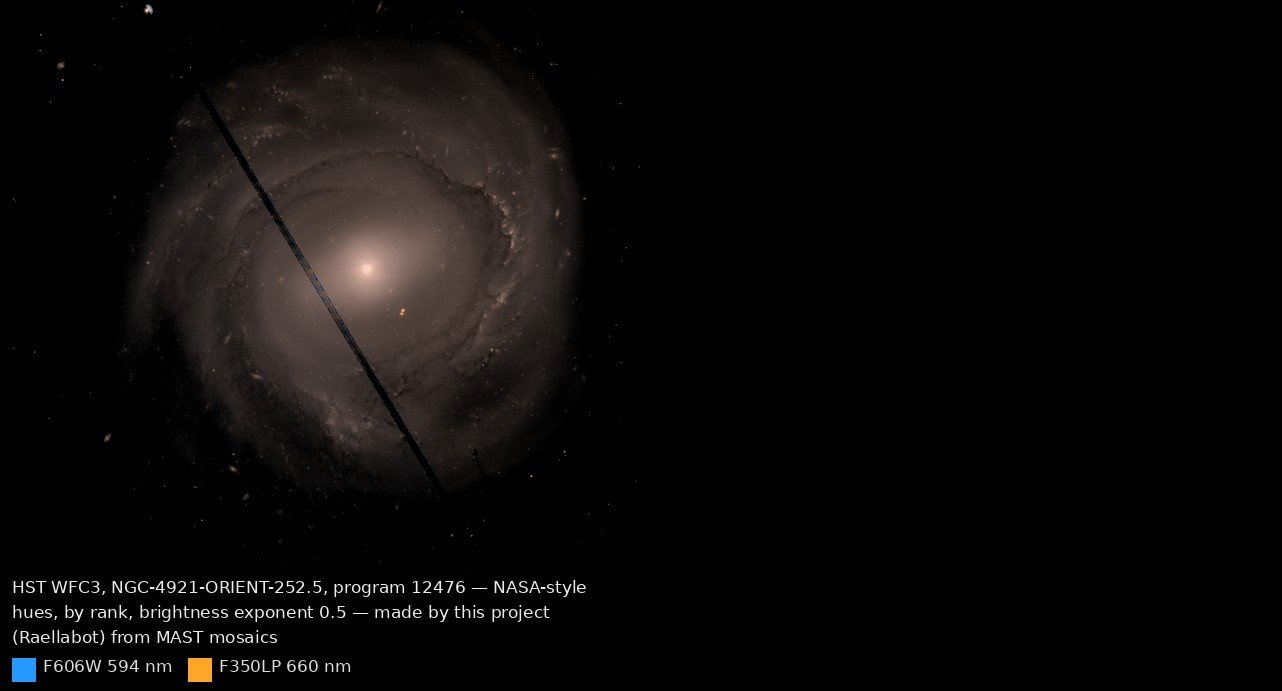 HST WFC3, NGC-4921-ORIENT-252.5, program 12476 — NASA-style
hues, by rank, brightness exponent 0.5 — made by this project
(Raellabot) from MAST mosaics
F606W 594 nm F350LP 660 nm